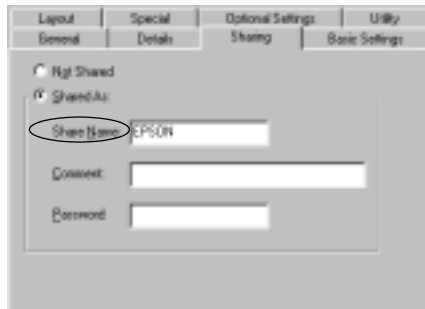 Layout Special Optional Settings Utility
General Details Sharing Basic Settings
Not Shared
Shared As:
Share Name: EPSON
Comment:
Password: